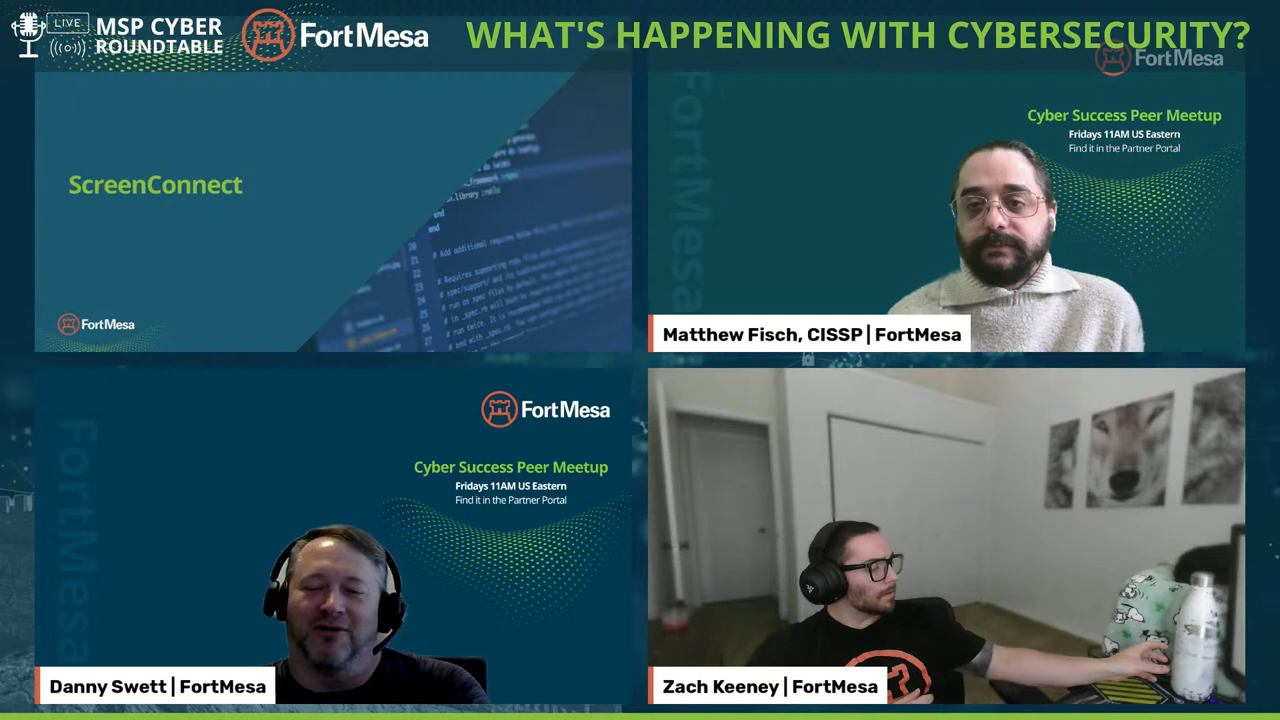 LIVE
MSP CYBER
ROUNDTABLE
FortMesa
WHAT'S HAPPENING WITH CYBERSECURITY?
ScreenConnect
FortMesa
FortMesa
FortMesa
Cyber Success Peer Meetup
Fridays 11AM US Eastern
Find it in the Partner Portal
Matthew Fisch, CISSP | FortMesa
FortMesa
FortMesa
Cyber Success Peer Meetup
Fridays 11AM US Eastern
Find it in the Partner Portal
Danny Swett | FortMesa
Zach Keeney | FortMesa